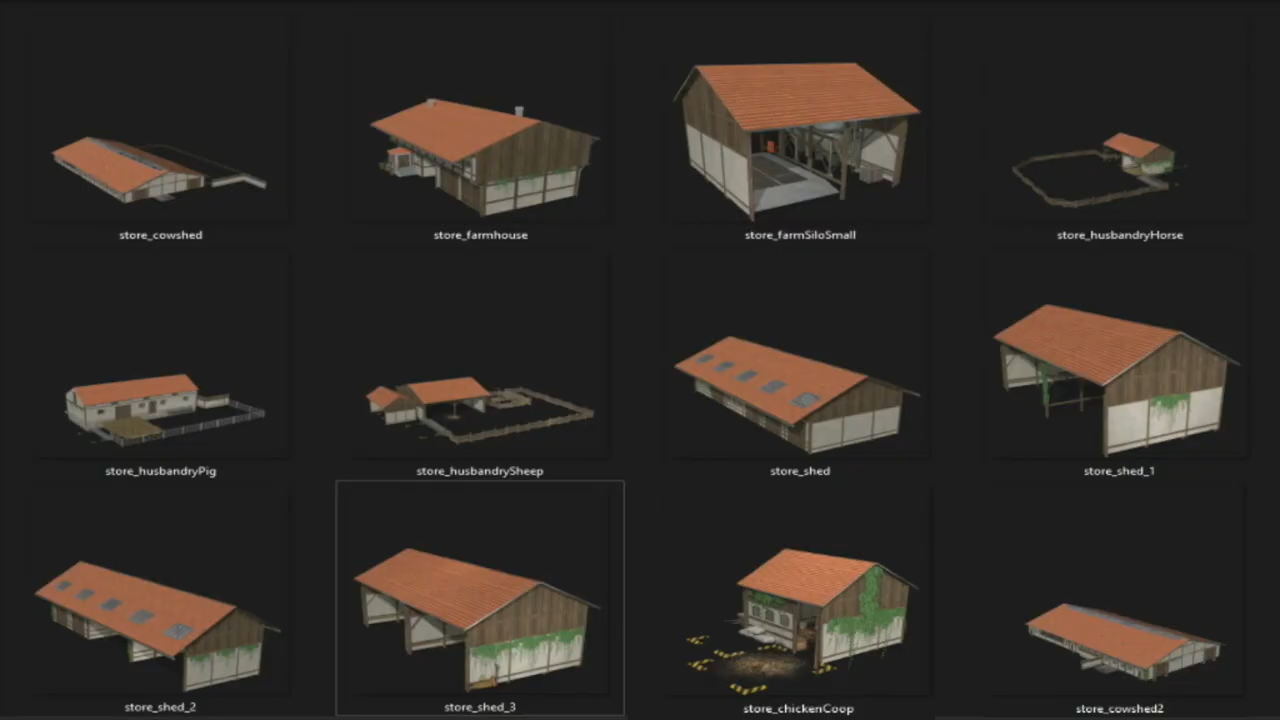 store_cowshed
store_farmhouse
store_farmSiloSmall
store_husbandryHorse
store_husbandryPig
store_husbandrySheep
store_shed
store_shed_1
store_shed_2
store_shed_3
store_chickenCoop
store_cowshed2